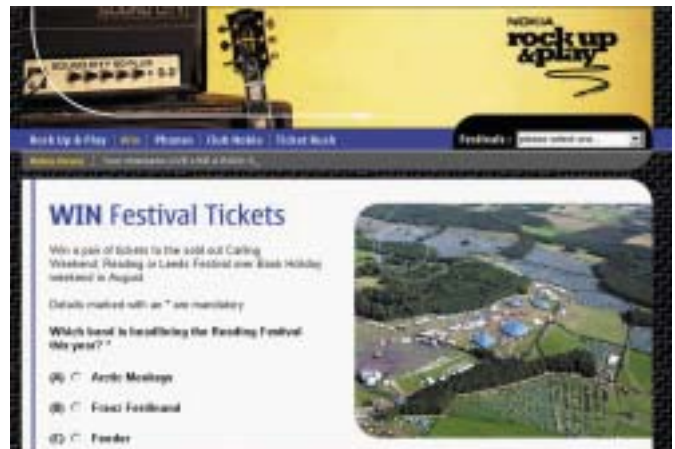 NOKIA
rock up
&play
Rock Up & Play | Win | Phones | Club Nokia | Ticket Rush
Festivals : please select one
WIN Festival Tickets
Win a pair of tickets to the sold out Carling
Weekend: Reading or Leeds Festival over Bank Holiday
weekend in August.
Details marked with an * are mandatory
Which band is headlining the Reading Festival
this year? *
(A) Arctic Monkeys
(B) Franz Ferdinand
(C) Feeder